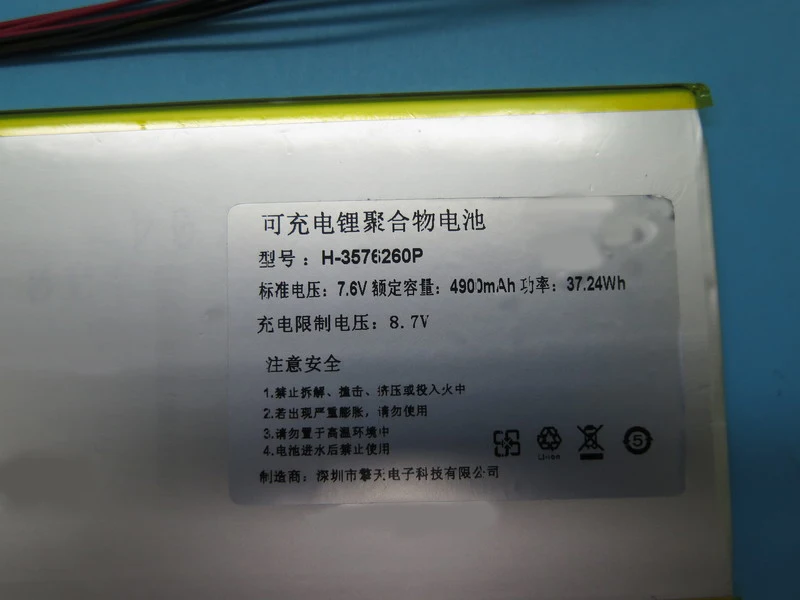 可充电锂聚合物电池
型号：H-3576260P
标准电压：7.6V 额定容量：4900mAh 功率：37.24Wh
充电限制电压：8.7V
注意安全
1.禁止拆解、撞击、挤压或投入火中
2.若出现严重膨胀，请勿使用
3.请勿置于高温环境中
4.电池进水后禁止使用
Li-ion
5
制造商：深圳市擎天电子科技有限公司